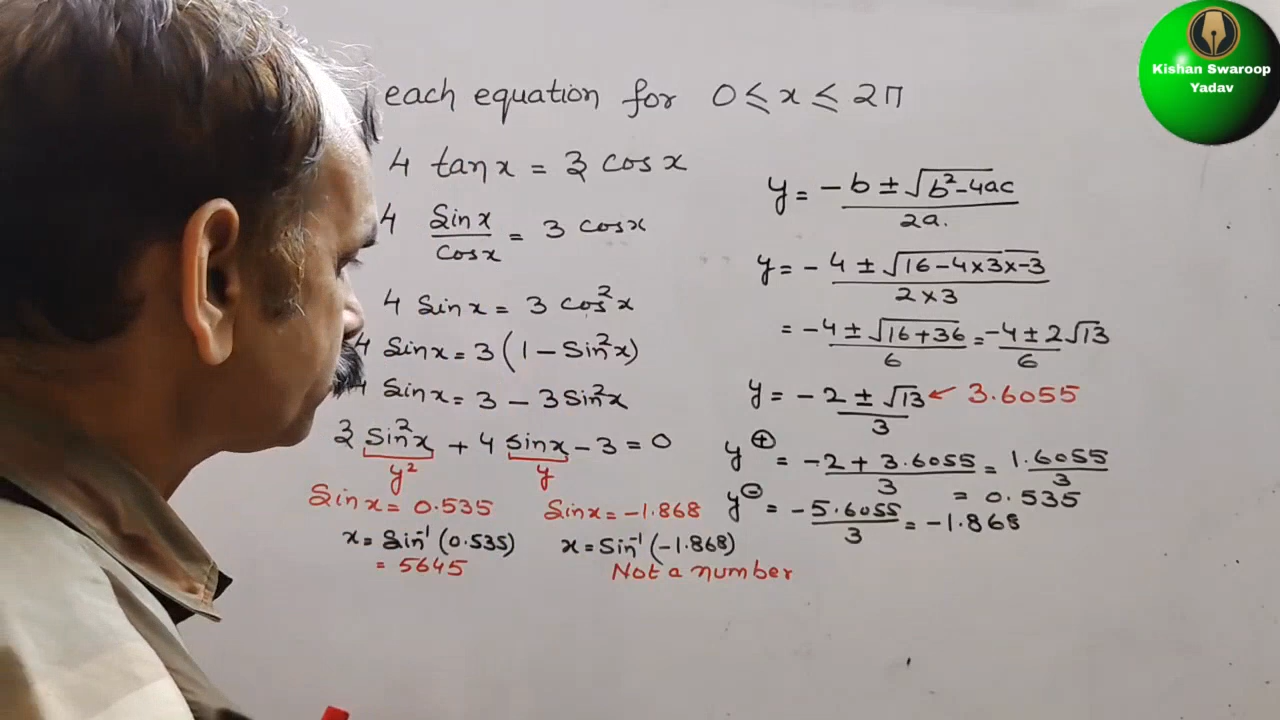 each equation for 0 ≤ x ≤ 2π
4 tan x = 3 cos x
4 Sin x / cos x = 3 cos x
4 Sin x = 3 cos²x
4 Sin x = 3 (1 – Sin²x)
4 Sin x = 3 – 3 Sin²x
3 Sin²x + 4 Sin x – 3 = 0
y² y
Sin x = 0.535 Sin x = –1.868
x = Sin⁻¹(0.535) x = Sin⁻¹(–1.868)
= 5645 Not a number
y = –b ± √b²–4ac / 2a.
y = –4 ± √16–4×3×–3 / 2×3
= –4 ± √16+36 / 6 = –4 ± 2√13 / 6
y = –2 ± √13 / 3 ← 3.6055
y⊕ = –2 + 3.6055 / 3 = 1.6055 / 3
= 0.535
y⊖ = –5.6055 / 3 = –1.868
Kishan Swaroop
Yadav